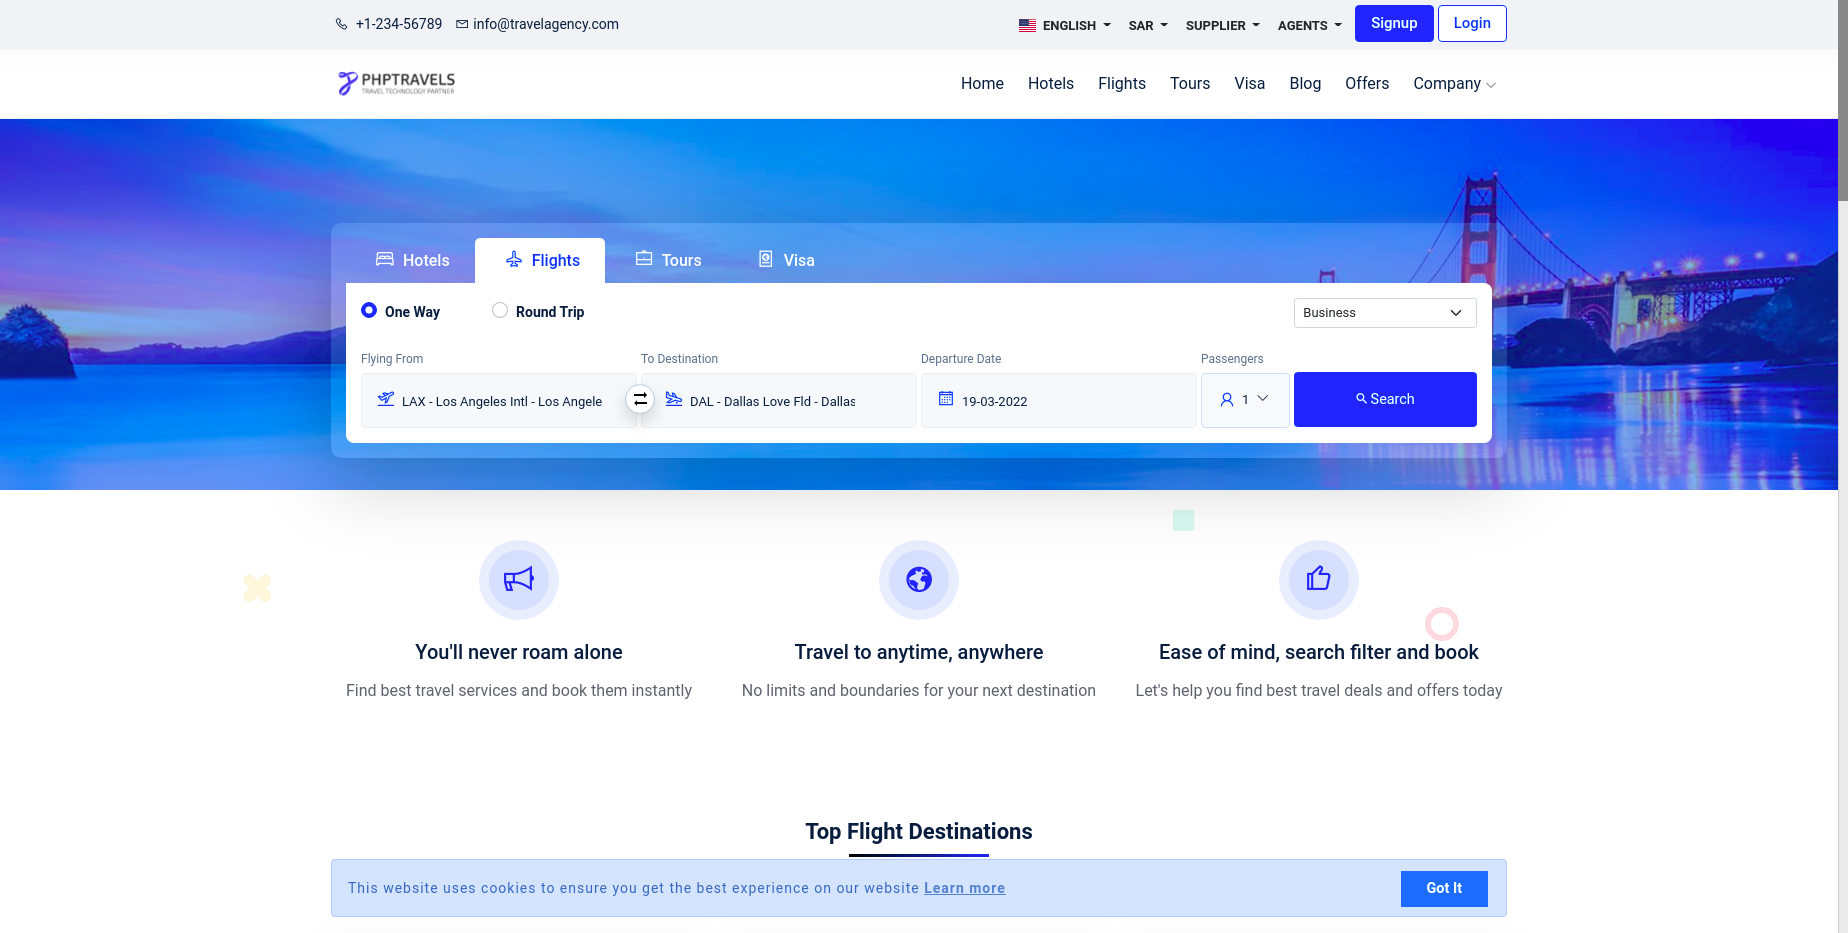 +1-234-56789 info@travelagency.com ENGLISH SAR SUPPLIER AGENTS Signup Login
PHPTRAVELS
TRAVEL TECHNOLOGY PARTNER
Home Hotels Flights Tours Visa Blog Offers Company
Hotels Flights Tours Visa
One Way Round Trip Business
Flying From To Destination Departure Date Passengers
LAX - Los Angeles Intl - Los Angele DAL - Dallas Love Fld - Dallas 19-03-2022 1 Search
You'll never roam alone Travel to anytime, anywhere Ease of mind, search filter and book
Find best travel services and book them instantly No limits and boundaries for your next destination Let's help you find best travel deals and offers today
Top Flight Destinations
This website uses cookies to ensure you get the best experience on our website Learn more Got It